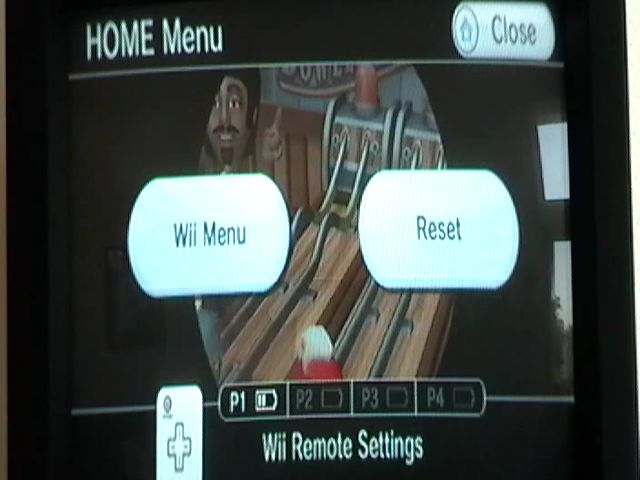 HOME Menu
Close
Wii Menu
Reset
P1
P2
P3
P4
Wii Remote Settings